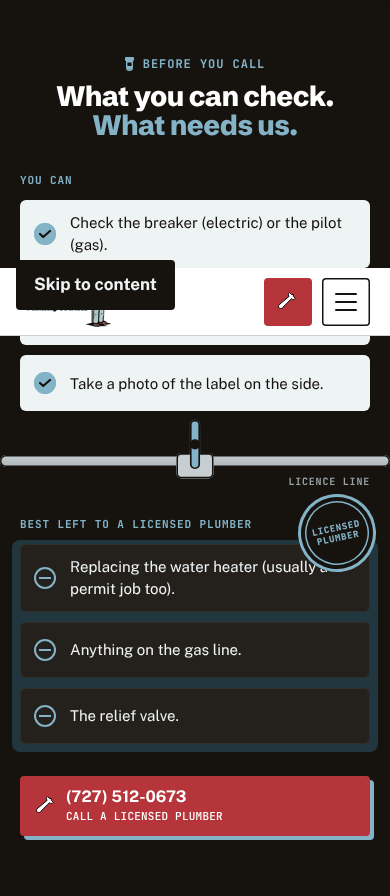 BEFORE YOU CALL
What you can check.
What needs us.
YOU CAN
Check the breaker (electric) or the pilot
(gas).
Skip to content
Take a photo of the label on the side.
LICENCE LINE
BEST LEFT TO A LICENSED PLUMBER
LICENSED
PLUMBER
Replacing the water heater (usually a
permit job too).
Anything on the gas line.
The relief valve.
(727) 512-0673
CALL A LICENSED PLUMBER